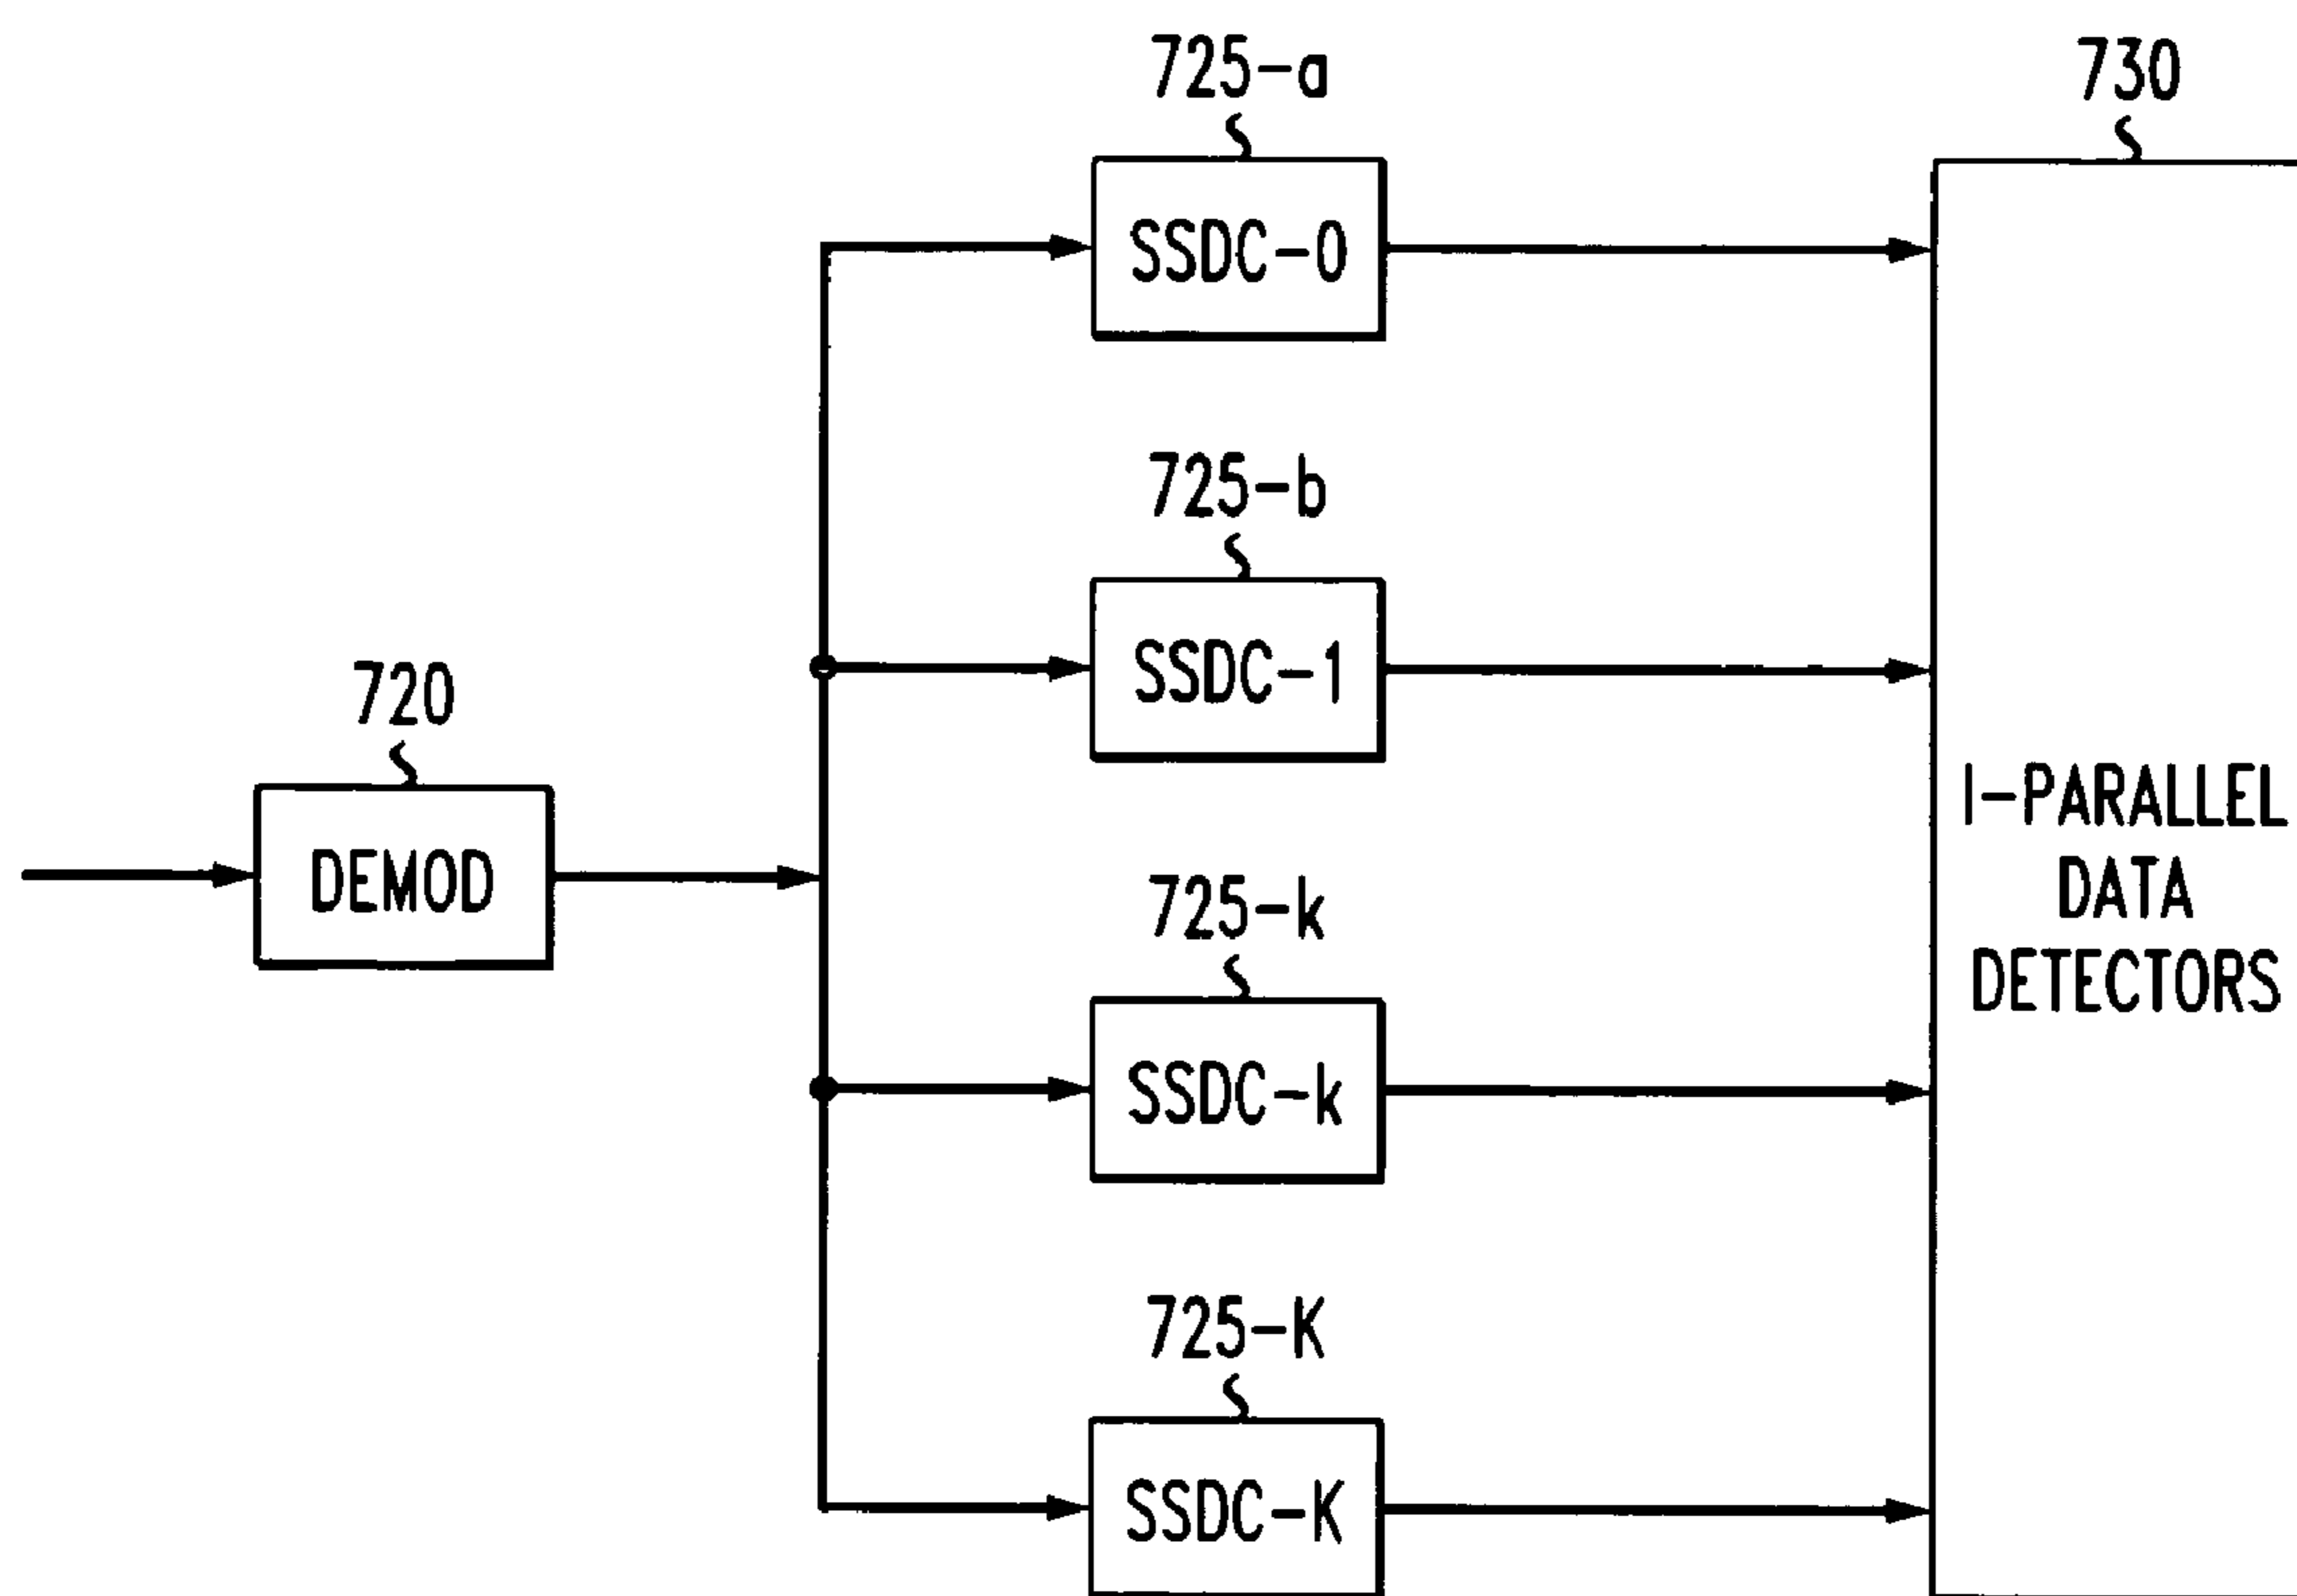 725-a
730
SSDC-0
725-b
SSDC-1
720
I-PARALLEL
DATA
DETECTORS
DEMOD
725-k
SSDC-k
725-K
SSDC-K